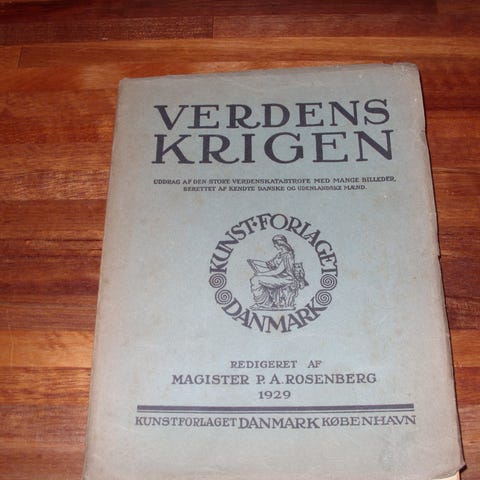 VERDENS
KRIGEN
UDDRAG AF DEN STORE VERDENSKATASTROFE MED MANGE BILLEDER,
BERETTET AF KENDTE DANSKE OG UDENLANDSKE MÆND.
KUNST·FORLAGET
DANMARK
REDIGERET AF
MAGISTER P. A. ROSENBERG
1929
KUNSTFORLAGET DANMARK KØBENHAVN